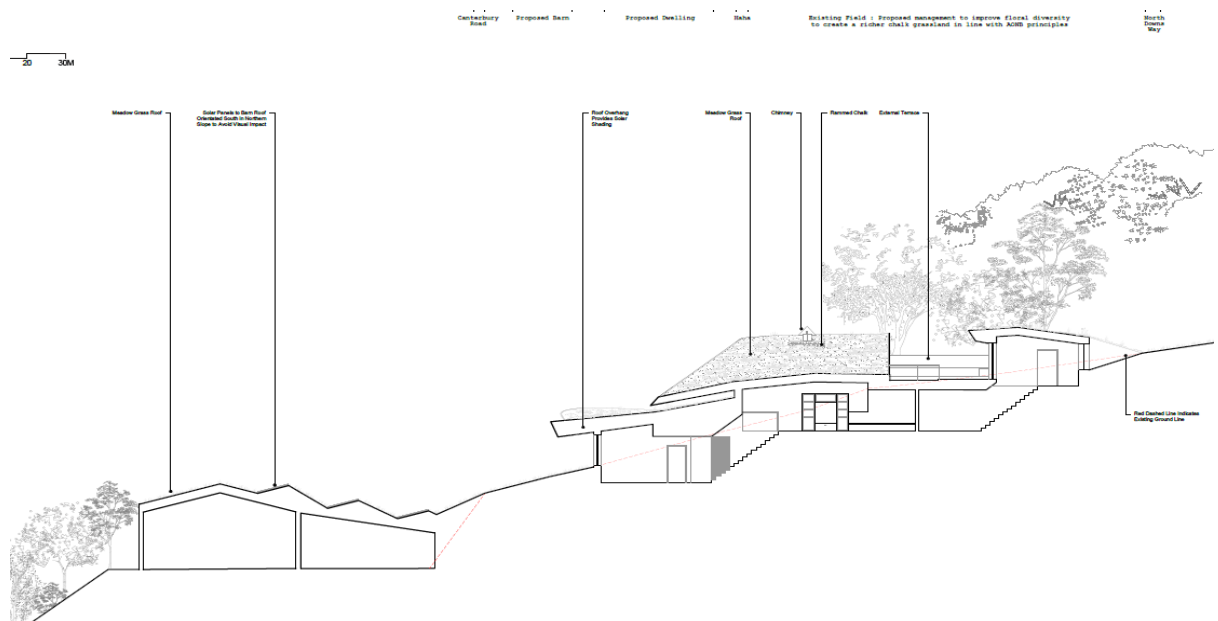 Canterbury
Road
Proposed Barn
Proposed Dwelling
Haha
Existing Field : Proposed management to improve floral diversity
to create a richer chalk grassland in line with AONB principles
North
Downs
Way
20 30M
Meadow Grass Roof
Solar Panels to Barn Roof
Orientated South in Northern
Slope to Avoid Visual Impact
Roof Overhang
Provides Solar
Shading
Meadow Grass
Roof
Chimney
Rammed Chalk
External Terrace
Red Dashed Line Indicates
Existing Ground Line